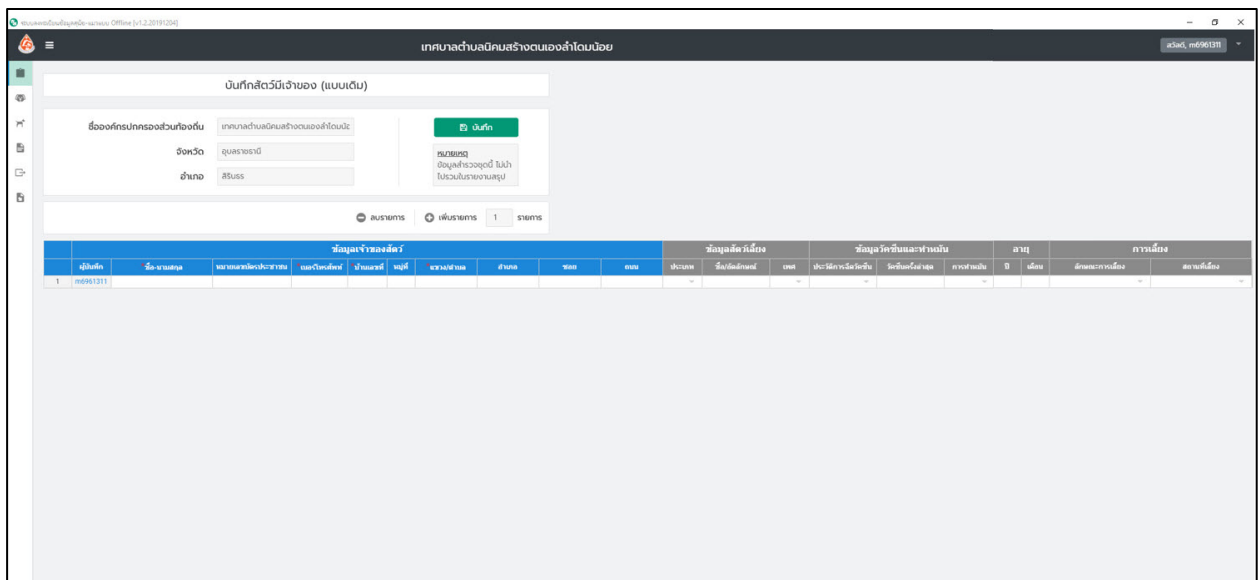 ระบบลงทะเบียนข้อมูลสุนัข-แมวแบบ Offline [v1.2.20191204]
เทศบาลตำบลนิคมสร้างตนเองลำโดมน้อย
สวัสดี, m6961311
บันทึกสัตว์มีเจ้าของ (แบบเดิม)
ชื่อองค์กรปกครองส่วนท้องถิ่น เทศบาลตำบลนิคมสร้างตนเองลำโดมน้อ
บันทึก
จังหวัด อุบลราชธานี
อำเภอ สิรินธร
หมายเหตุ
ข้อมูลสำรวจชุดนี้ ไม่นำ
ไปรวมในรายงานสรุป
ลบรายการ เพิ่มรายการ 1 รายการ
ข้อมูลเจ้าของสัตว์ ข้อมูลสัตว์เลี้ยง ข้อมูลวัคซีนและทำหมัน อายุ การเลี้ยง
ผู้บันทึก *ชื่อ-นามสกุล หมายเลขบัตรประชาชน *เบอร์โทรศัพท์ *บ้านเลขที่ หมู่ที่ *แขวง/ตำบล ตำบล ซอย ถนน ประเภท ชื่อ/อัตลักษณ์ เพศ ประวัติการฉีดวัคซีน วัคซีนครั้งล่าสุด การทำหมัน ปี เดือน ลักษณะการเลี้ยง สถานที่เลี้ยง
1 m6961311